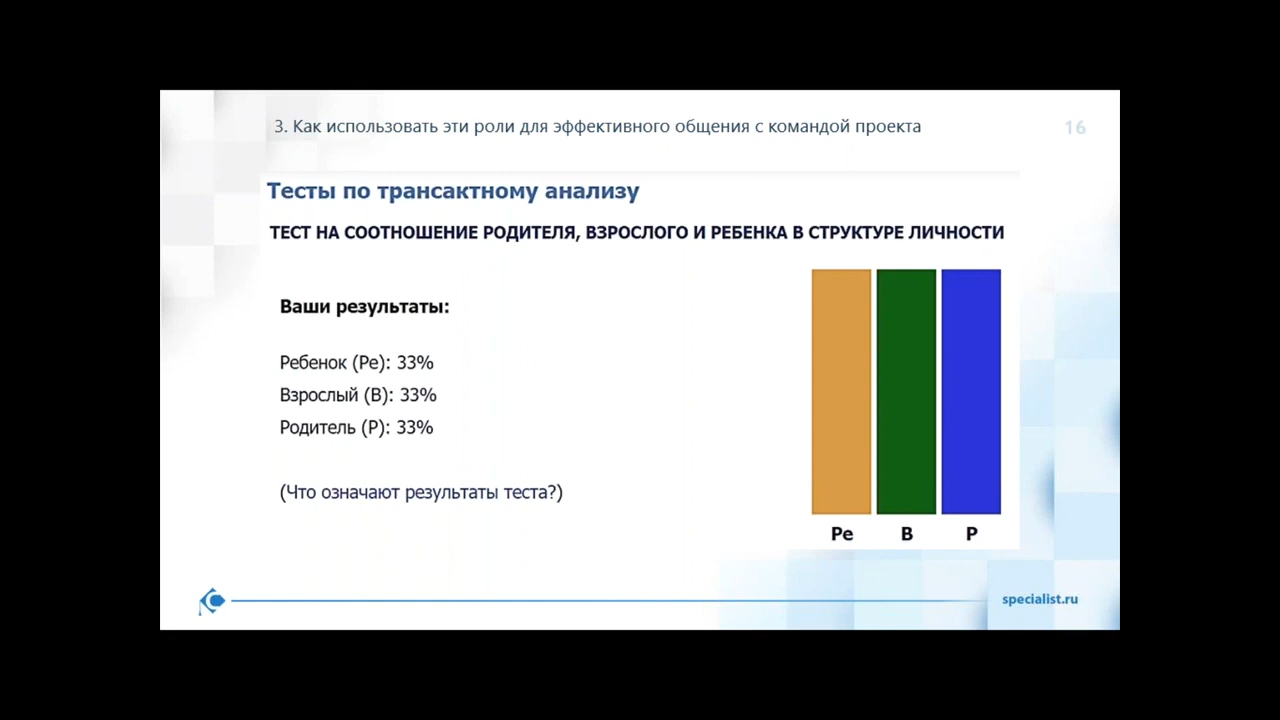 3. Как использовать эти роли для эффективного общения с командой проекта
16
Тесты по трансактному анализу
ТЕСТ НА СООТНОШЕНИЕ РОДИТЕЛЯ, ВЗРОСЛОГО И РЕБЕНКА В СТРУКТУРЕ ЛИЧНОСТИ
Ваши результаты:
Ребенок (Ре): 33%
Взрослый (В): 33%
Родитель (Р): 33%
(Что означают результаты теста?)
Ре В Р
specialist.ru